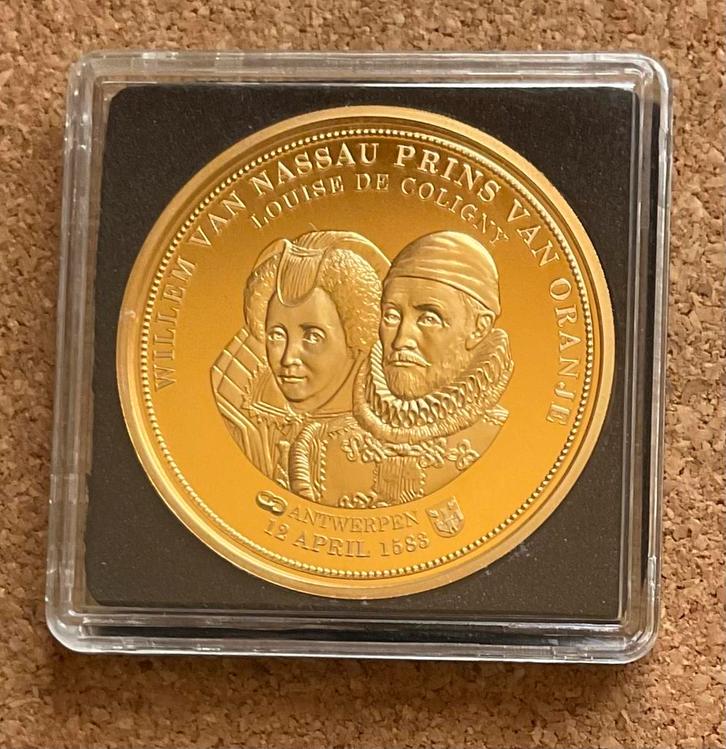 WILLEM VAN NASSAU PRINS VAN ORANJE
LOUISE DE COLIGNY
ANTWERPEN
12 APRIL 1583